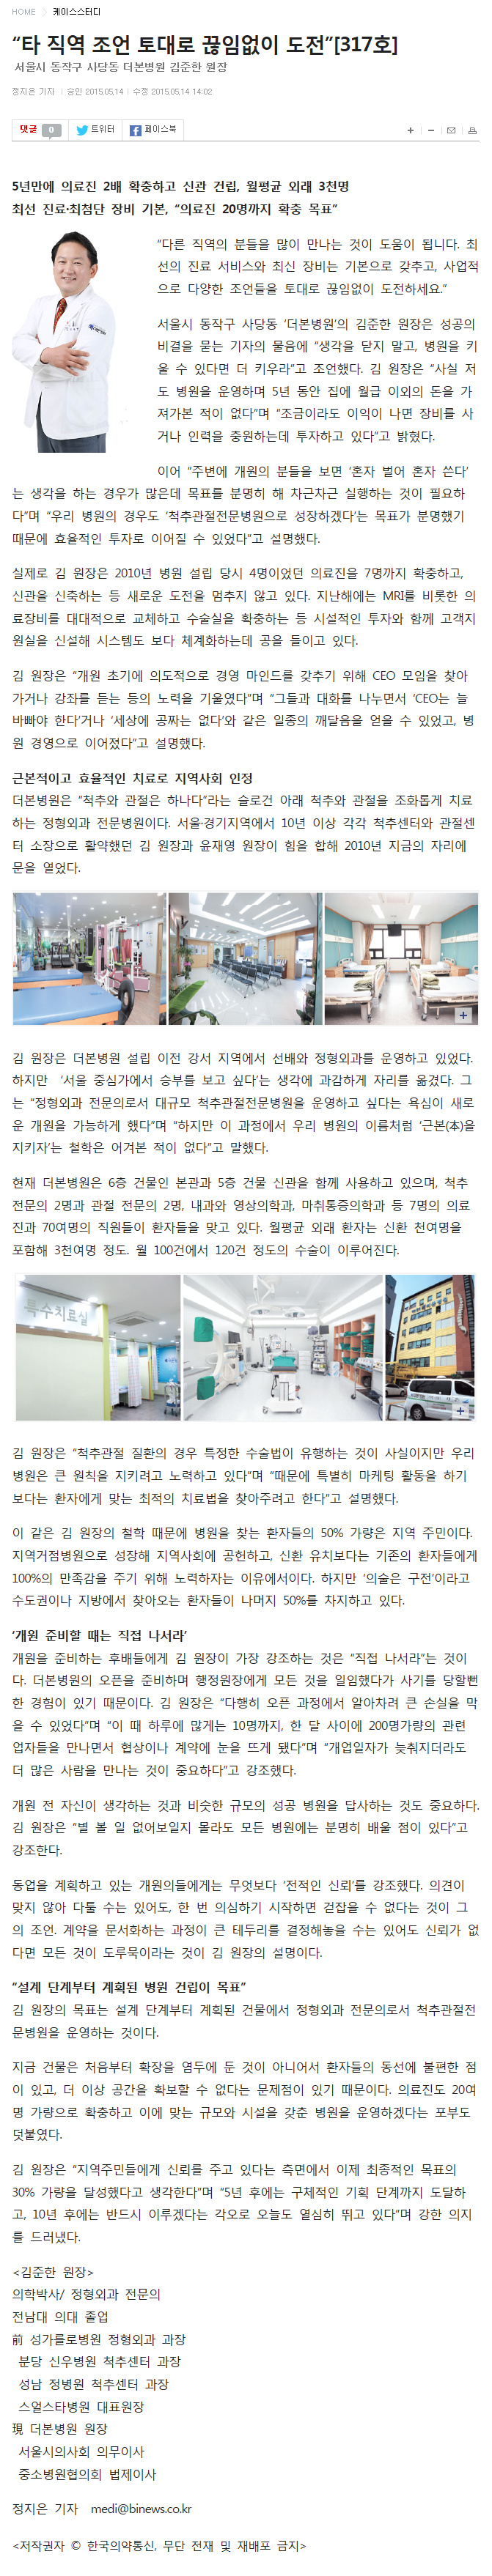 HOME > 케이스스터디
“타 직역 조언 토대로 끊임없이 도전”[317호]
서울시 동작구 사당동 더본병원 김준한 원장
정지은 기자 | 승인 2015.05.14 | 수정 2015.05.14 14:02
댓글 0 트위터 페이스북
5년만에 의료진 2배 확충하고 신관 건립, 월평균 외래 3천명
최선 진료·최첨단 장비 기본, “의료진 20명까지 확충 목표”
“다른 직역의 분들을 많이 만나는 것이 도움이 됩니다. 최
선의 진료 서비스와 최신 장비는 기본으로 갖추고, 사업적
으로 다양한 조언들을 토대로 끊임없이 도전하세요.”
서울시 동작구 사당동 ‘더본병원’의 김준한 원장은 성공의
비결을 묻는 기자의 물음에 “생각을 닫지 말고, 병원을 키
울 수 있다면 더 키우라”고 조언했다. 김 원장은 “사실 저
도 병원을 운영하며 5년 동안 집에 월급 이외의 돈을 가
져가본 적이 없다”며 “조금이라도 이익이 나면 장비를 사
거나 인력을 충원하는데 투자하고 있다”고 밝혔다.
이어 “주변에 개원의 분들을 보면 ‘혼자 벌어 혼자 쓴다’
는 생각을 하는 경우가 많은데 목표를 분명히 해 차근차근 실행하는 것이 필요하
다”며 “우리 병원의 경우도 ‘척추관절전문병원으로 성장하겠다’는 목표가 분명했기
때문에 효율적인 투자로 이어질 수 있었다”고 설명했다.
실제로 김 원장은 2010년 병원 설립 당시 4명이었던 의료진을 7명까지 확충하고,
신관을 신축하는 등 새로운 도전을 멈추지 않고 있다. 지난해에는 MRI를 비롯한 의
료장비를 대대적으로 교체하고 수술실을 확충하는 등 시설적인 투자와 함께 고객지
원실을 신설해 시스템도 보다 체계화하는데 공을 들이고 있다.
김 원장은 “개원 초기에 의도적으로 경영 마인드를 갖추기 위해 CEO 모임을 찾아
가거나 강좌를 듣는 등의 노력을 기울였다”며 “그들과 대화를 나누면서 ‘CEO는 늘
바빠야 한다’거나 ‘세상에 공짜는 없다’와 같은 일종의 깨달음을 얻을 수 있었고, 병
원 경영으로 이어졌다”고 설명했다.
근본적이고 효율적인 치료로 지역사회 인정
더본병원은 “척추와 관절은 하나다”라는 슬로건 아래 척추와 관절을 조화롭게 치료
하는 정형외과 전문병원이다. 서울·경기지역에서 10년 이상 각각 척추센터와 관절센
터 소장으로 활약했던 김 원장과 윤재영 원장이 힘을 합해 2010년 지금의 자리에
문을 열었다.
김 원장은 더본병원 설립 이전 강서 지역에서 선배와 정형외과를 운영하고 있었다.
하지만 ‘서울 중심가에서 승부를 보고 싶다’는 생각에 과감하게 자리를 옮겼다. 그
는 “정형외과 전문의로서 대규모 척추관절전문병원을 운영하고 싶다는 욕심이 새로
운 개원을 가능하게 했다”며 “하지만 이 과정에서 우리 병원의 이름처럼 ‘근본(本)을
지키자’는 철학은 어겨본 적이 없다”고 말했다.
현재 더본병원은 6층 건물인 본관과 5층 건물 신관을 함께 사용하고 있으며, 척추
전문의 2명과 관절 전문의 2명, 내과와 영상의학과, 마취통증의학과 등 7명의 의료
진과 70여명의 직원들이 환자들을 맞고 있다. 월평균 외래 환자는 신환 천여명을
포함해 3천여명 정도. 월 100건에서 120건 정도의 수술이 이루어진다.
특수치료실
김 원장은 “척추관절 질환의 경우 특정한 수술법이 유행하는 것이 사실이지만 우리
병원은 큰 원칙을 지키려고 노력하고 있다”며 “때문에 특별히 마케팅 활동을 하기
보다는 환자에게 맞는 최적의 치료법을 찾아주려고 한다”고 설명했다.
이 같은 김 원장의 철학 때문에 병원을 찾는 환자들의 50% 가량은 지역 주민이다.
지역거점병원으로 성장해 지역사회에 공헌하고, 신환 유치보다는 기존의 환자들에게
100%의 만족감을 주기 위해 노력하자는 이유에서이다. 하지만 ‘의술은 구전’이라고
수도권이나 지방에서 찾아오는 환자들이 나머지 50%를 차지하고 있다.
‘개원 준비할 때는 직접 나서라’
개원을 준비하는 후배들에게 김 원장이 가장 강조하는 것은 “직접 나서라”는 것이
다. 더본병원의 오픈을 준비하며 행정원장에게 모든 것을 일임했다가 사기를 당할뻔
한 경험이 있기 때문이다. 김 원장은 “다행히 오픈 과정에서 알아차려 큰 손실을 막
을 수 있었다”며 “이 때 하루에 많게는 10명까지, 한 달 사이에 200명가량의 관련
업자들을 만나면서 협상이나 계약에 눈을 뜨게 됐다”며 “개업일자가 늦춰지더라도
더 많은 사람을 만나는 것이 중요하다”고 강조했다.
개원 전 자신이 생각하는 것과 비슷한 규모의 성공 병원을 답사하는 것도 중요하다.
김 원장은 “별 볼 일 없어보일지 몰라도 모든 병원에는 분명히 배울 점이 있다”고
강조한다.
동업을 계획하고 있는 개원의들에게는 무엇보다 ‘전적인 신뢰’를 강조했다. 의견이
맞지 않아 다툴 수는 있어도, 한 번 의심하기 시작하면 걷잡을 수 없다는 것이 그
의 조언. 계약을 문서화하는 과정이 큰 테두리를 결정해놓을 수는 있어도 신뢰가 없
다면 모든 것이 도루묵이라는 것이 김 원장의 설명이다.
“설계 단계부터 계획된 병원 건립이 목표”
김 원장의 목표는 설계 단계부터 계획된 건물에서 정형외과 전문의로서 척추관절전
문병원을 운영하는 것이다.
지금 건물은 처음부터 확장을 염두에 둔 것이 아니어서 환자들의 동선에 불편한 점
이 있고, 더 이상 공간을 확보할 수 없다는 문제점이 있기 때문이다. 의료진도 20여
명 가량으로 확충하고 이에 맞는 규모와 시설을 갖춘 병원을 운영하겠다는 포부도
덧붙였다.
김 원장은 “지역주민들에게 신뢰를 주고 있다는 측면에서 이제 최종적인 목표의
30% 가량을 달성했다고 생각한다”며 “5년 후에는 구체적인 기획 단계까지 도달하
고, 10년 후에는 반드시 이루겠다는 각오로 오늘도 열심히 뛰고 있다”며 강한 의지
를 드러냈다.
<김준한 원장>
의학박사/ 정형외과 전문의
전남대 의대 졸업
前 성가롤로병원 정형외과 과장
분당 신우병원 척추센터 과장
성남 정병원 척추센터 과장
스얼스타병원 대표원장
現 더본병원 원장
서울시의사회 의무이사
중소병원협의회 법제이사
정지은 기자 medi@binews.co.kr
<저작권자 © 한국의약통신, 무단 전재 및 재배포 금지>